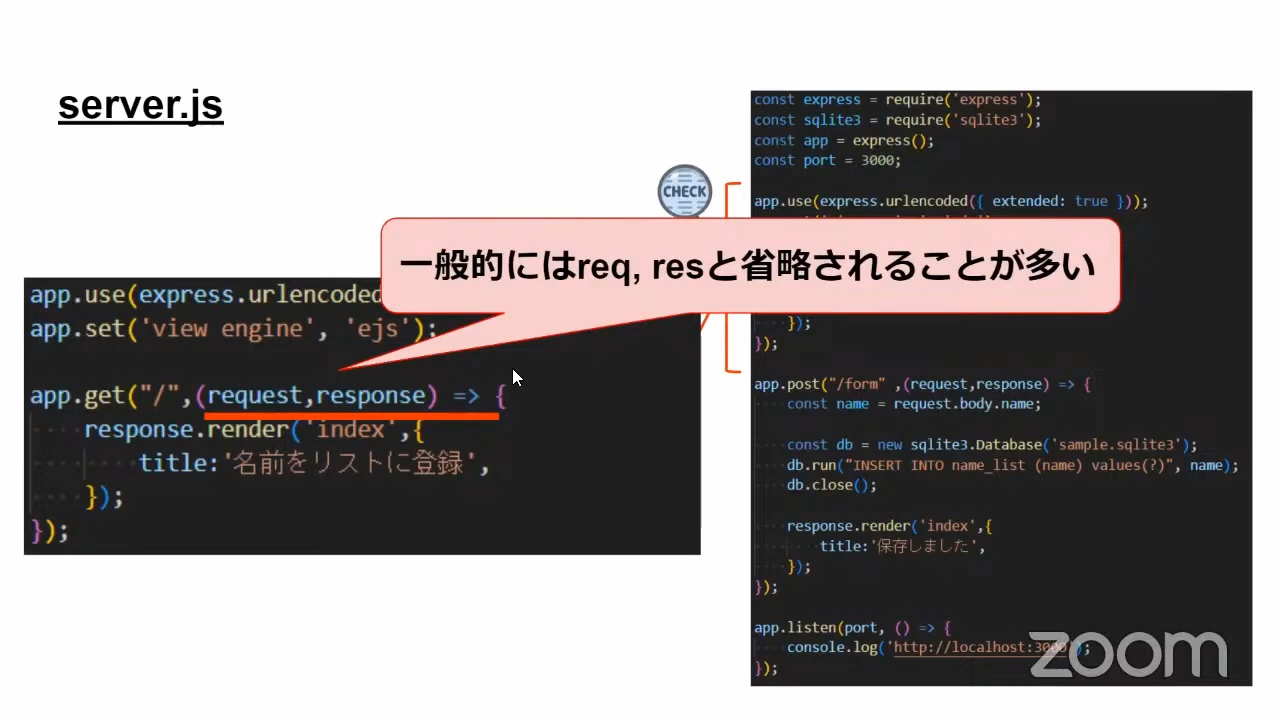 server.js
CHECK
一般的にはreq, resと省略されることが多い
app.use(express.urlencoded
app.set('view engine', 'ejs');
app.get("/",(request,response) => {
response.render('index',{
title:'名前をリストに登録',
});
});
const express = require('express');
const sqlite3 = require('sqlite3');
const app = express();
const port = 3000;
app.use(express.urlencoded({ extended: true }));
});
});
app.post("/form" ,(request,response) => {
const name = request.body.name;
const db = new sqlite3.Database('sample.sqlite3');
db.run("INSERT INTO name_list (name) values(?)", name);
db.close();
response.render('index',{
title:'保存しました',
});
});
app.listen(port, () => {
console.log('http://localhost:3000');
});
zoom